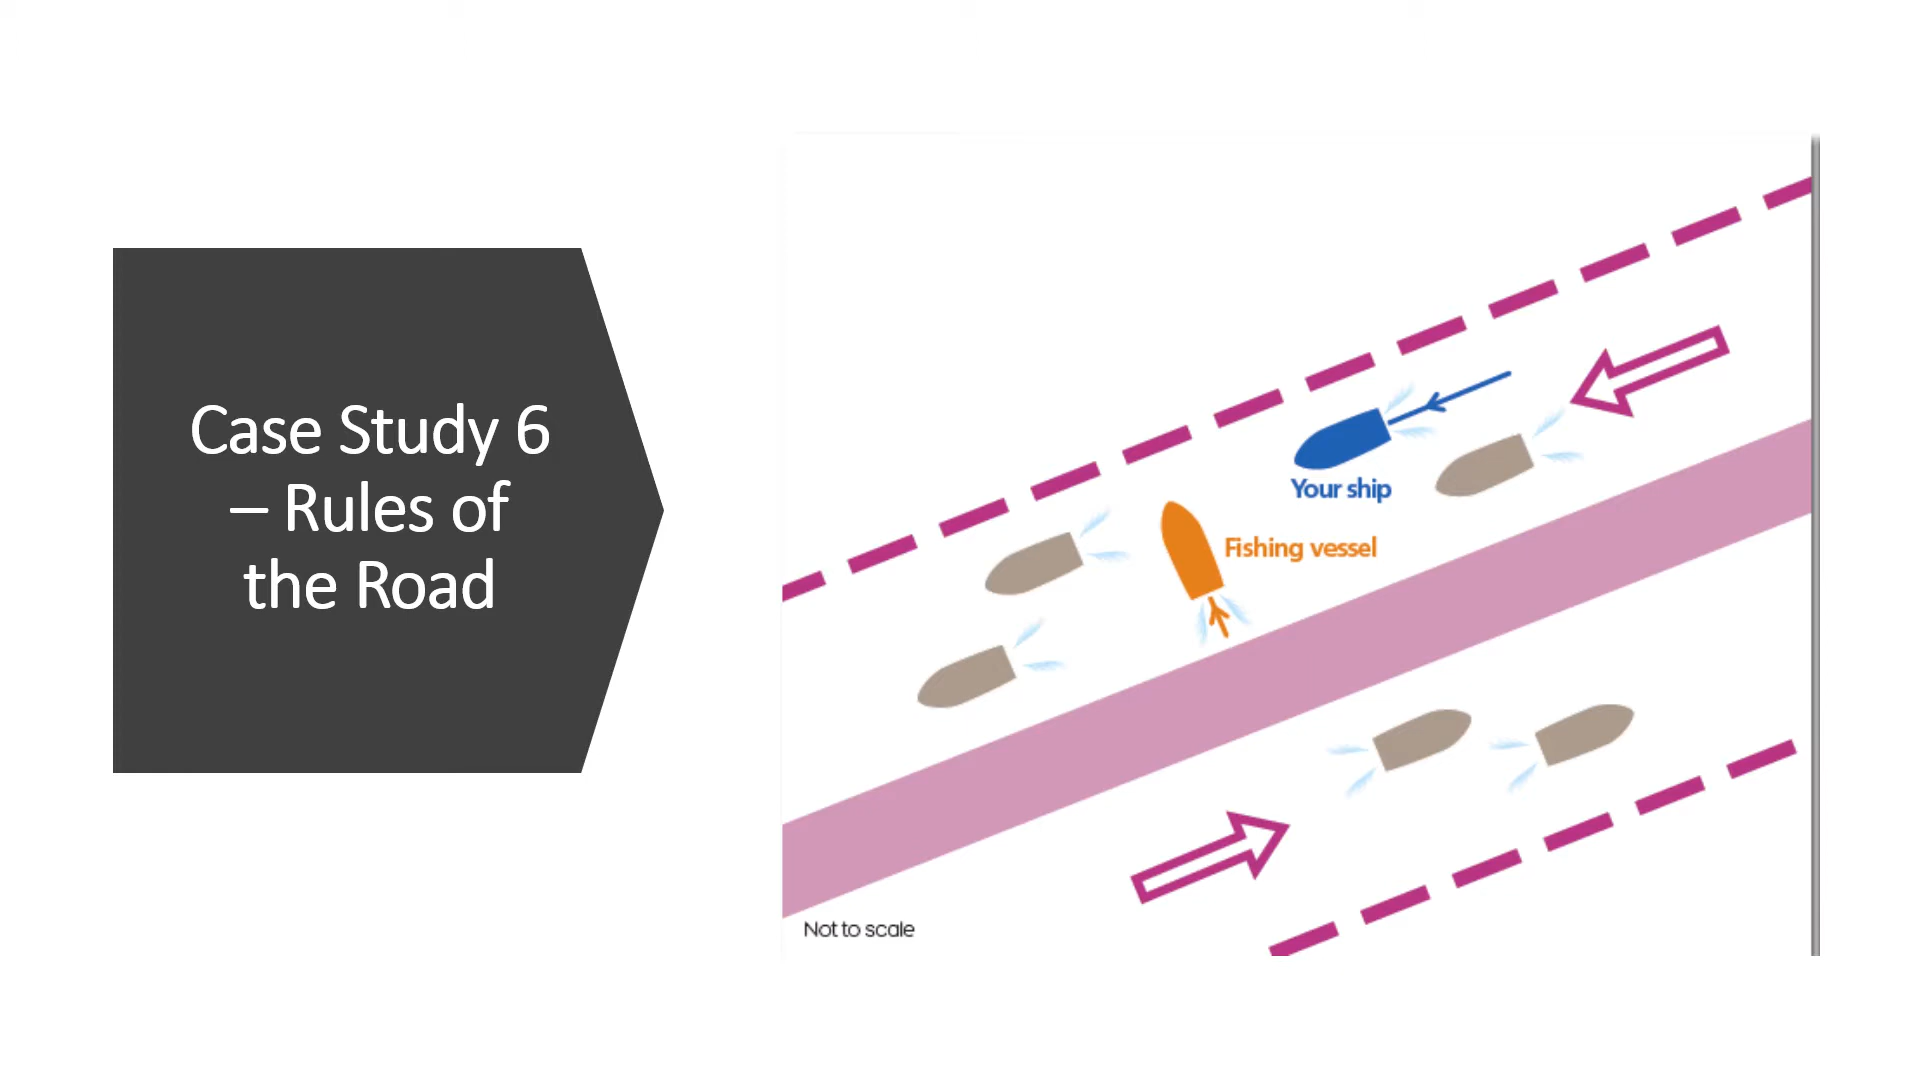 Case Study 6
– Rules of
the Road
Your ship
Fishing vessel
Not to scale